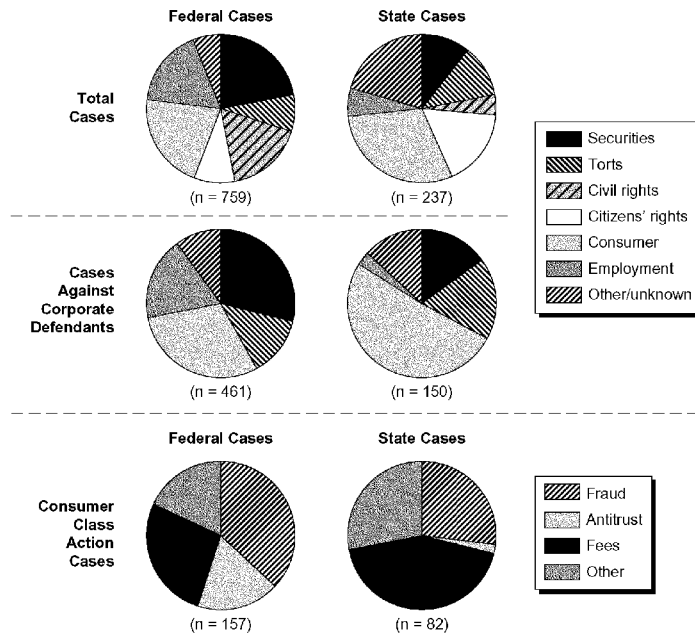 Federal Cases
State Cases
Total
Cases
(n = 759)
(n = 237)
Securities
Torts
Civil rights
Citizens' rights
Consumer
Employment
Other/unknown
Cases
Against
Corporate
Defendants
(n = 461)
(n = 150)
Federal Cases
State Cases
Consumer
Class
Action
Cases
(n = 157)
(n = 82)
Fraud
Antitrust
Fees
Other